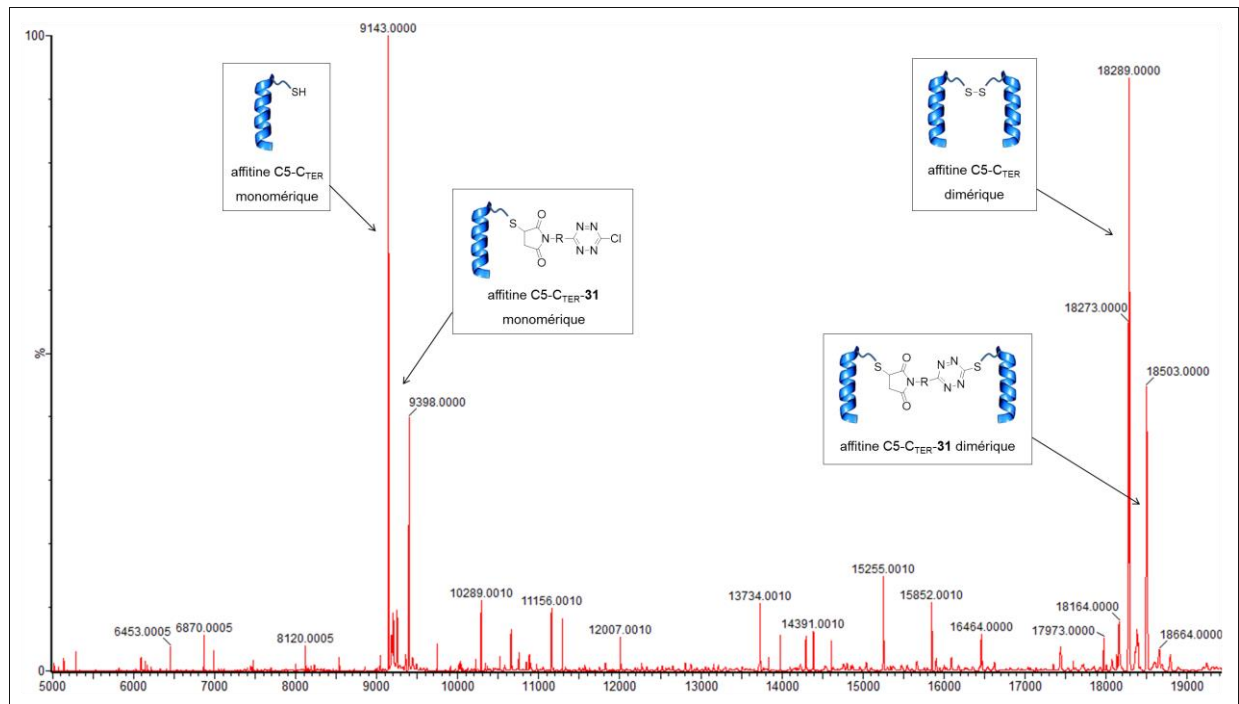 100
%
0
9143.0000
SH
affitine C5-CTER
monomérique
S
O
N
R
O
N=N
N=N
Cl
affitine C5-CTER-31
monomérique
9398.0000
S-S
affitine C5-CTER
dimérique
18289.0000
18273.0000
S
O
N
R
O
N=N
N=N
S
affitine C5-CTER-31 dimérique
18503.0000
6453.0005
6870.0005
8120.0005
10289.0010
11156.0010
12007.0010
13734.0010
14391.0010
15255.0010
15852.0010
16464.0000
17973.0000
18164.0000
18664.0000
5000 6000 7000 8000 9000 10000 11000 12000 13000 14000 15000 16000 17000 18000 19000